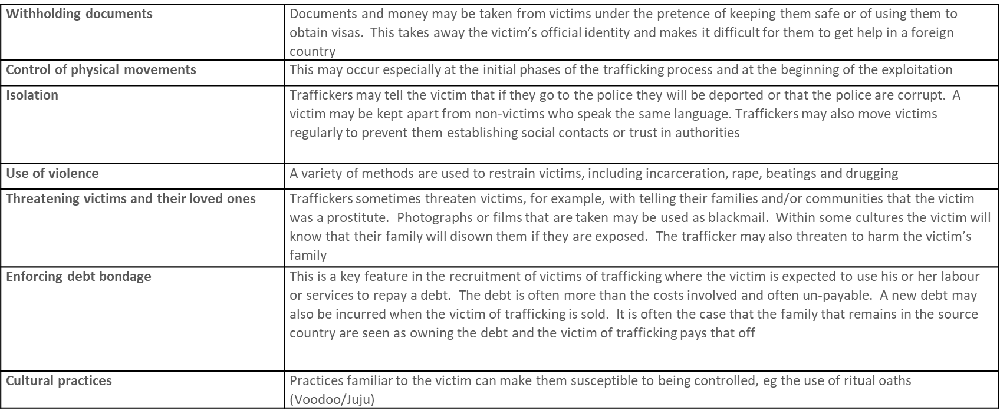 Withholding documents
Documents and money may be taken from victims under the pretence of keeping them safe or of using them to
obtain visas.  This takes away the victim’s official identity and makes it difficult for them to get help in a foreign
country
Control of physical movements
This may occur especially at the initial phases of the trafficking process and at the beginning of the exploitation
Isolation
Traffickers may tell the victim that if they go to the police they will be deported or that the police are corrupt.  A
victim may be kept apart from non-victims who speak the same language. Traffickers may also move victims
regularly to prevent them establishing social contacts or trust in authorities
Use of violence
A variety of methods are used to restrain victims, including incarceration, rape, beatings and drugging
Threatening victims and their loved ones
Traffickers sometimes threaten victims, for example, with telling their families and/or communities that the victim
was a prostitute.  Photographs or films that are taken may be used as blackmail.  Within some cultures the victim will
know that their family will disown them if they are exposed.  The trafficker may also threaten to harm the victim’s
family
Enforcing debt bondage
This is a key feature in the recruitment of victims of trafficking where the victim is expected to use his or her labour
or services to repay a debt.  The debt is often more than the costs involved and often un-payable.  A new debt may
also be incurred when the victim of trafficking is sold.  It is often the case that the family that remains in the source
country are seen as owning the debt and the victim of trafficking pays that off
Cultural practices
Practices familiar to the victim can make them susceptible to being controlled, eg the use of ritual oaths
(Voodoo/Juju)